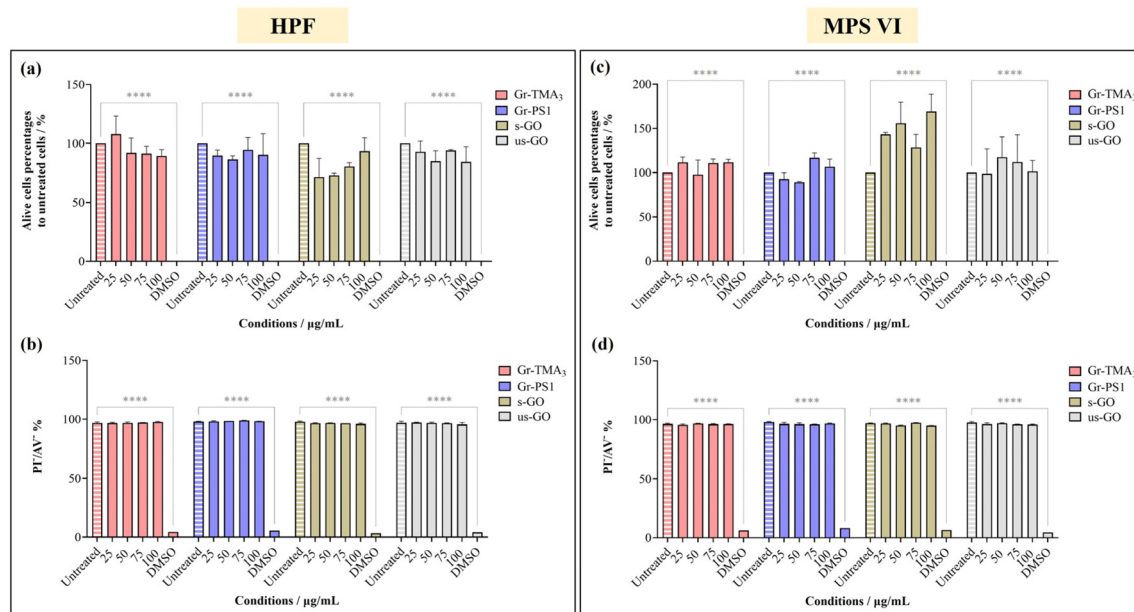 HPF
MPS VI
(a)
Alive cells percentages
to untreated cells / %
150
100
50
0
****
****
****
****
Gr-TMA₃
Gr-PS1
s-GO
us-GO
Untreated 25 50 75 100 DMSO Untreated 25 50 75 100 DMSO Untreated 25 50 75 100 DMSO Untreated 25 50 75 100 DMSO
Conditions / μg/mL
(b)
PI⁻/AV⁻ %
150
100
50
0
****
****
****
****
Gr-TMA₃
Gr-PS1
s-GO
us-GO
Untreated 25 50 75 100 DMSO Untreated 25 50 75 100 DMSO Untreated 25 50 75 100 DMSO Untreated 25 50 75 100 DMSO
Conditions / μg/mL
(c)
Alive cells percentages
to untreated cells / %
200
150
100
50
0
****
****
****
****
Gr-TMA₃
Gr-PS1
s-GO
us-GO
Untreated 25 50 75 100 DMSO Untreated 25 50 75 100 DMSO Untreated 25 50 75 100 DMSO Untreated 25 50 75 100 DMSO
Conditions / μg/mL
(d)
PI⁻/AV⁻ %
150
100
50
0
****
****
****
****
Gr-TMA₃
Gr-PS1
s-GO
us-GO
Untreated 25 50 75 100 DMSO Untreated 25 50 75 100 DMSO Untreated 25 50 75 100 DMSO Untreated 25 50 75 100 DMSO
Conditions / μg/mL